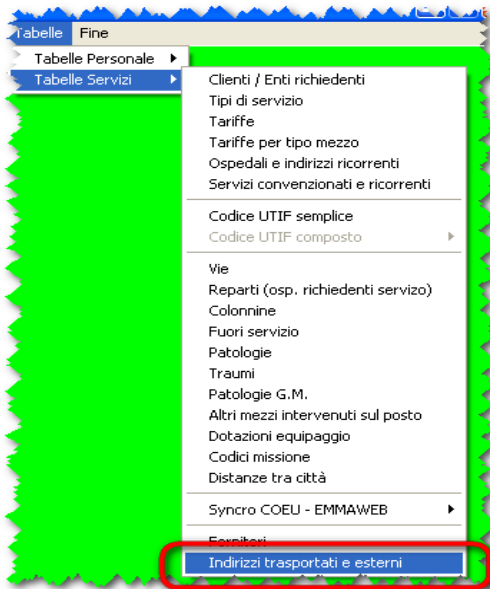 Tabelle Fine
Tabelle Personale
Tabelle Servizi
Clienti / Enti richiedenti
Tipi di servizio
Tariffe
Tariffe per tipo mezzo
Ospedali e indirizzi ricorrenti
Servizi convenzionati e ricorrenti
Codice UTIF semplice
Codice UTIF composto
Vie
Reparti (osp. richiedenti servizo)
Colonnine
Fuori servizio
Patologie
Traumi
Patologie G.M.
Altri mezzi intervenuti sul posto
Dotazioni equipaggio
Codici missione
Distanze tra città
Syncro COEU - EMMAWEB
Fornitori
Indirizzi trasportati e esterni